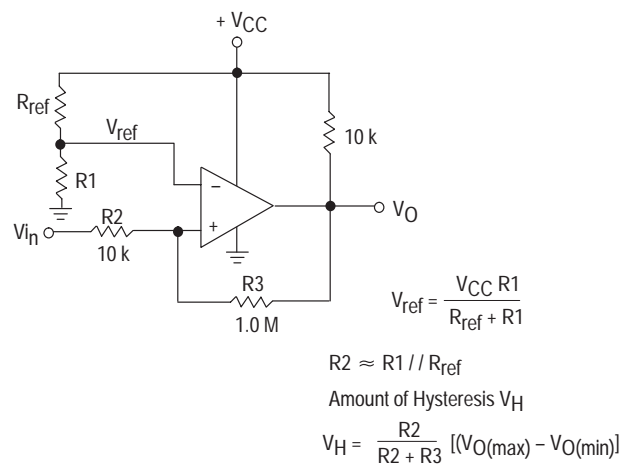 + VCC
Rref
Vref
10 k
R1
−
VO
Vin
R2
+
10 k
R3
1.0 M
Vref = VCC R1 / Rref + R1
R2 ≈ R1 / / Rref
Amount of Hysteresis VH
VH = R2 / R2 + R3 [(VO(max) − VO(min)]